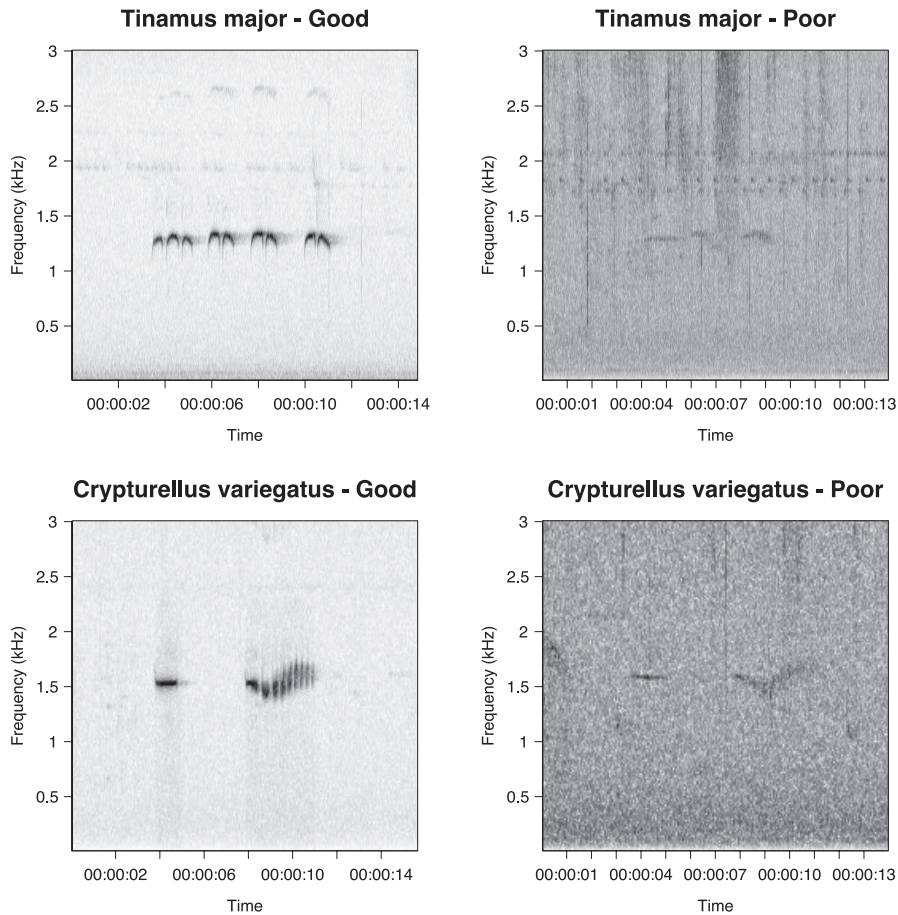 Tinamus major - Good
3
2.5
2
1.5
1
0.5
Frequency (kHz)
00:00:02 00:00:06 00:00:10 00:00:14
Time
Tinamus major - Poor
3
2.5
2
1.5
1
0.5
Frequency (kHz)
00:00:01 00:00:04 00:00:07 00:00:10 00:00:13
Time
Crypturellus variegatus - Good
3
2.5
2
1.5
1
0.5
Frequency (kHz)
00:00:02 00:00:06 00:00:10 00:00:14
Time
Crypturellus variegatus - Poor
3
2.5
2
1.5
1
0.5
Frequency (kHz)
00:00:01 00:00:04 00:00:07 00:00:10 00:00:13
Time